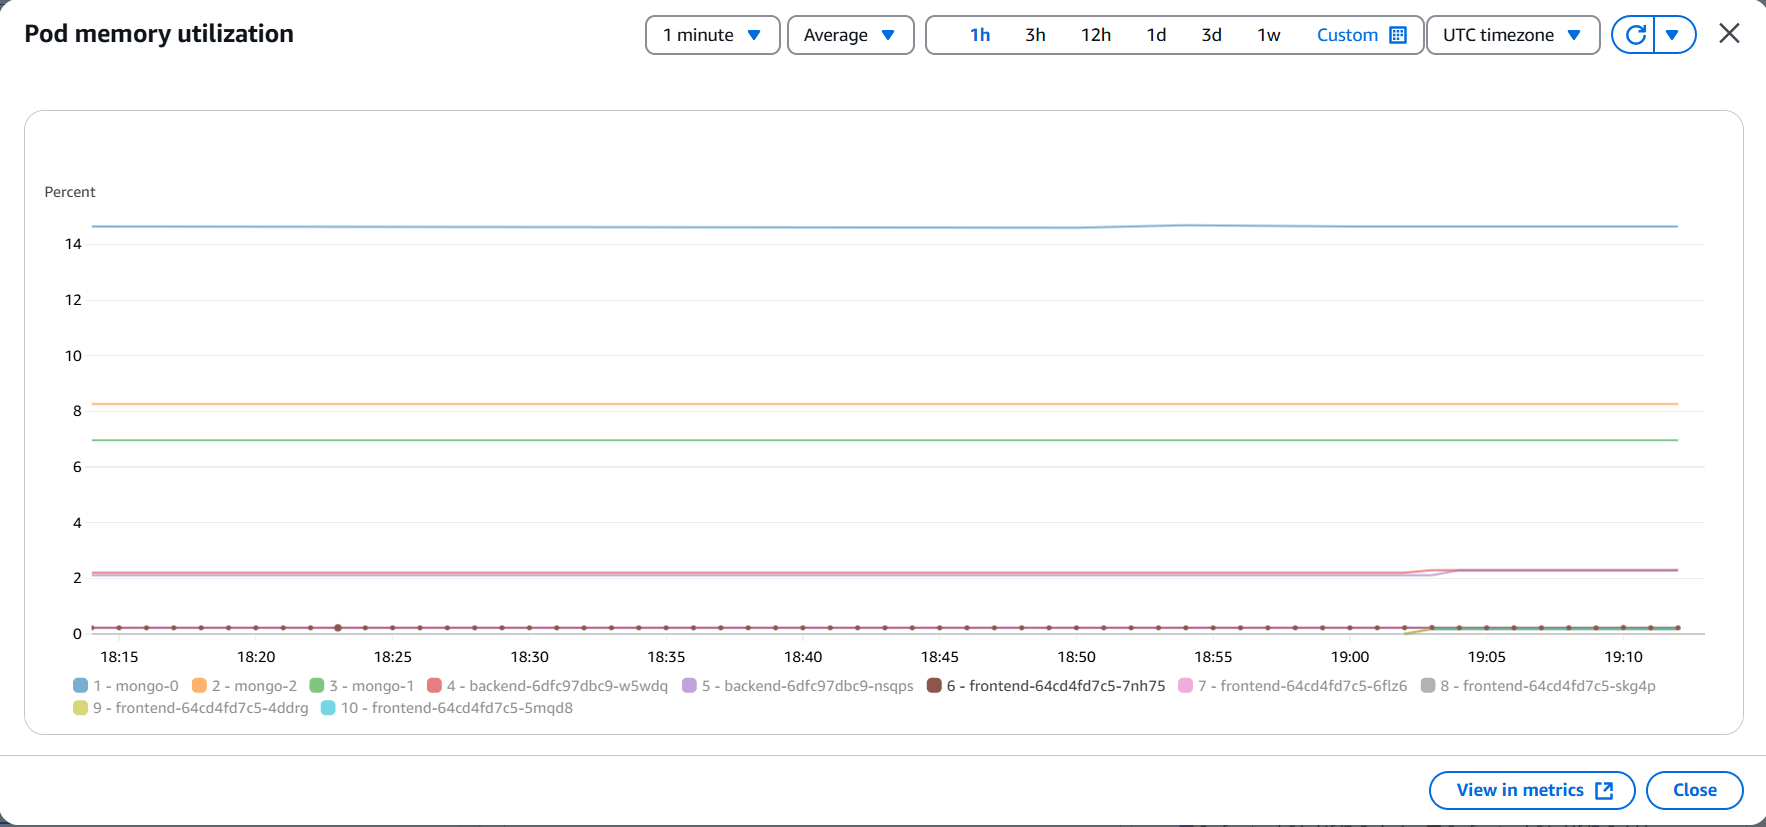 Pod memory utilization
1 minute Average 1h 3h 12h 1d 3d 1w Custom UTC timezone
Percent
14
12
10
8
6
4
2
0
18:15 18:20 18:25 18:30 18:35 18:40 18:45 18:50 18:55 19:00 19:05 19:10
1 - mongo-0 2 - mongo-2 3 - mongo-1 4 - backend-6dfc97dbc9-w5wdq 5 - backend-6dfc97dbc9-nsqps 6 - frontend-64cd4fd7c5-7nh75 7 - frontend-64cd4fd7c5-6flz6 8 - frontend-64cd4fd7c5-skg4p
9 - frontend-64cd4fd7c5-4ddrg 10 - frontend-64cd4fd7c5-5mqd8
View in metrics Close